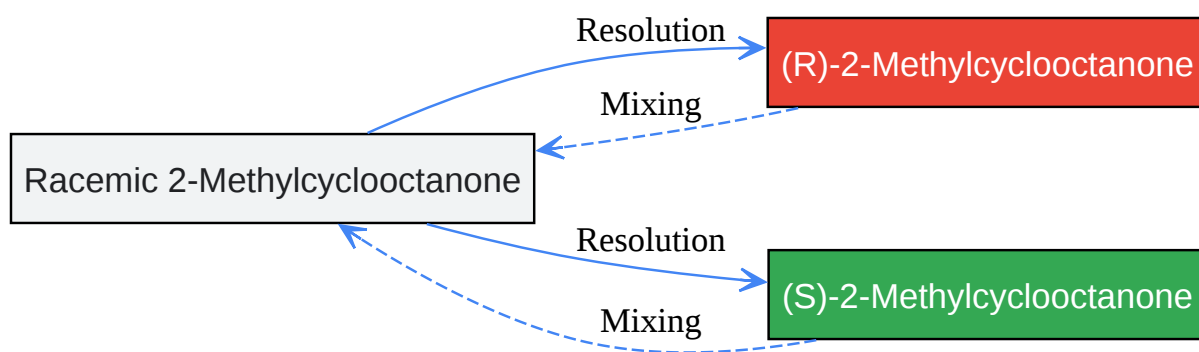 Resolution
(R)-2-Methylcyclooctanone
Mixing
Racemic 2-Methylcyclooctanone
Resolution
(S)-2-Methylcyclooctanone
Mixing